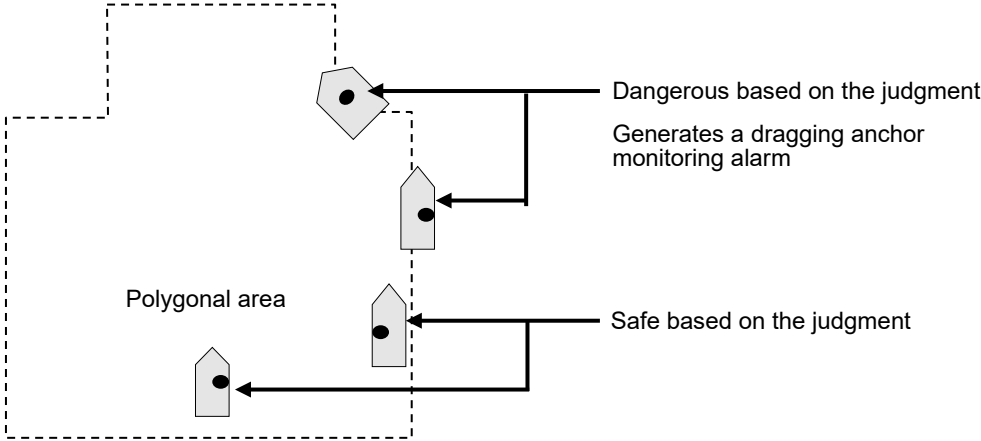 Dangerous based on the judgment
Generates a dragging anchor
monitoring alarm
Polygonal area
Safe based on the judgment